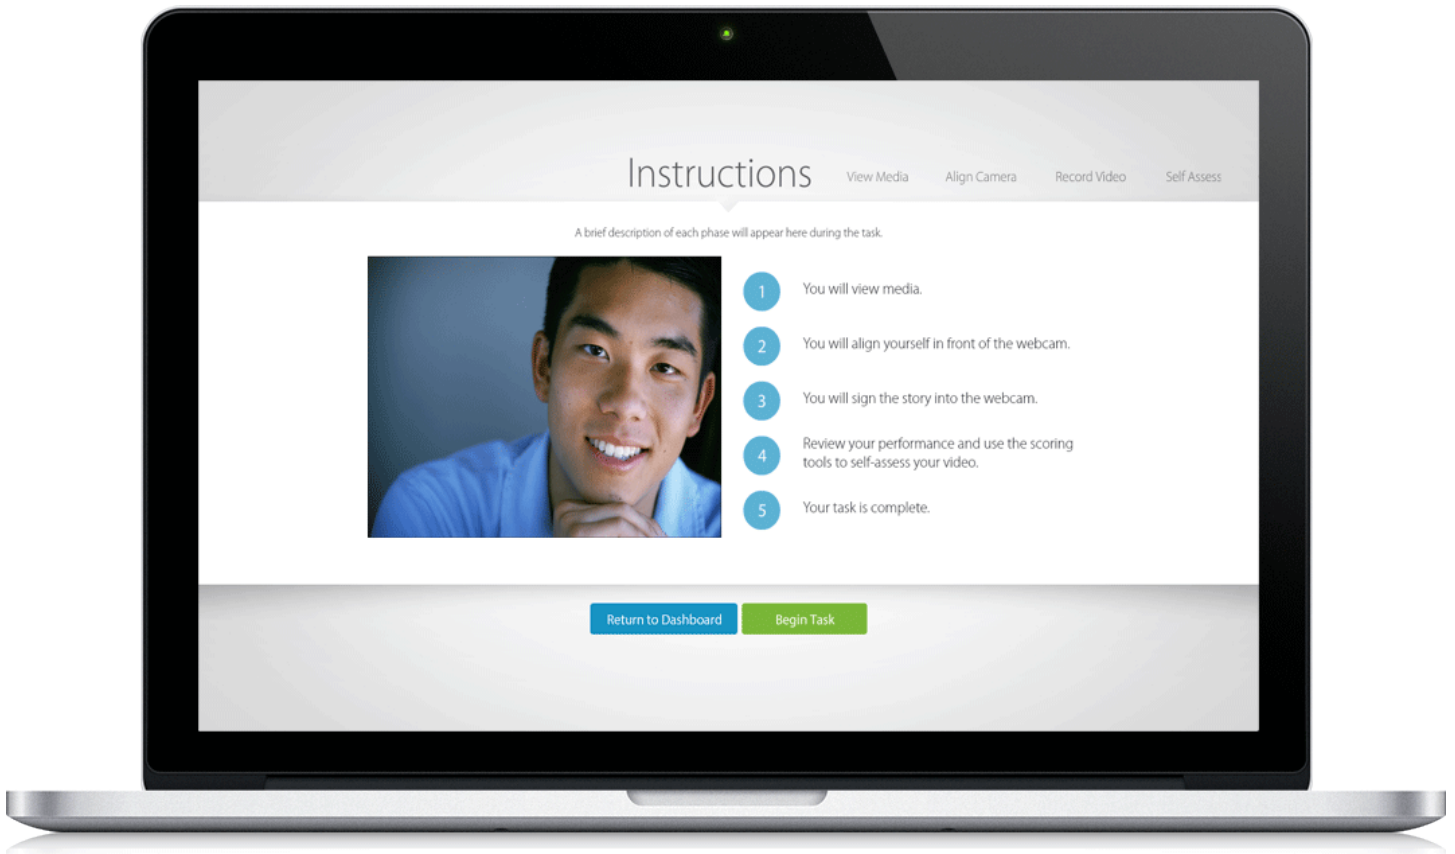 Instructions View Media Align Camera Record Video Self Assess
A brief description of each phase will appear here during the task.
1 You will view media.
2 You will align yourself in front of the webcam.
3 You will sign the story into the webcam.
4 Review your performance and use the scoring
tools to self-assess your video.
5 Your task is complete.
Return to Dashboard Begin Task